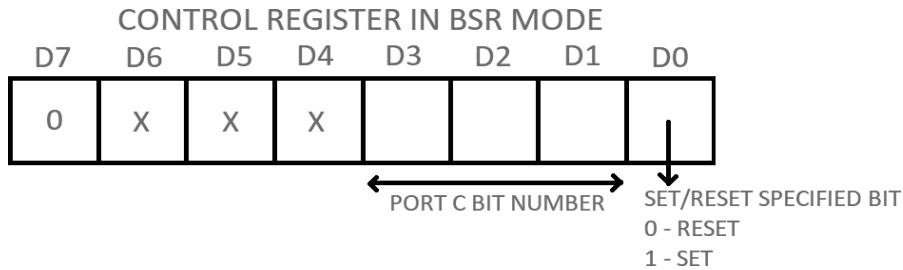 CONTROL REGISTER IN BSR MODE
D7 D6 D5 D4 D3 D2 D1 D0
0 X X X
PORT C BIT NUMBER
SET/RESET SPECIFIED BIT
0 - RESET
1 - SET